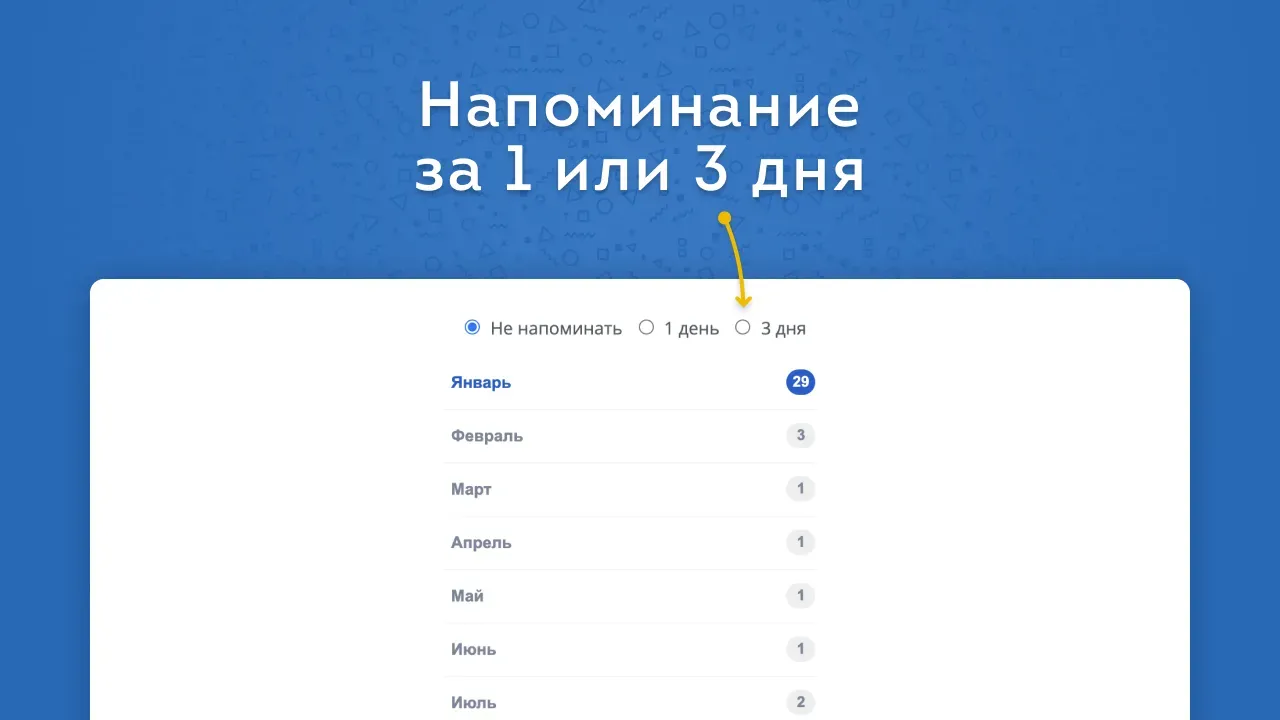 Напоминание
за 1 или 3 дня
Не напоминать 1 день 3 дня
Январь 29
Февраль 3
Март 1
Апрель 1
Май 1
Июнь 1
Июль 2